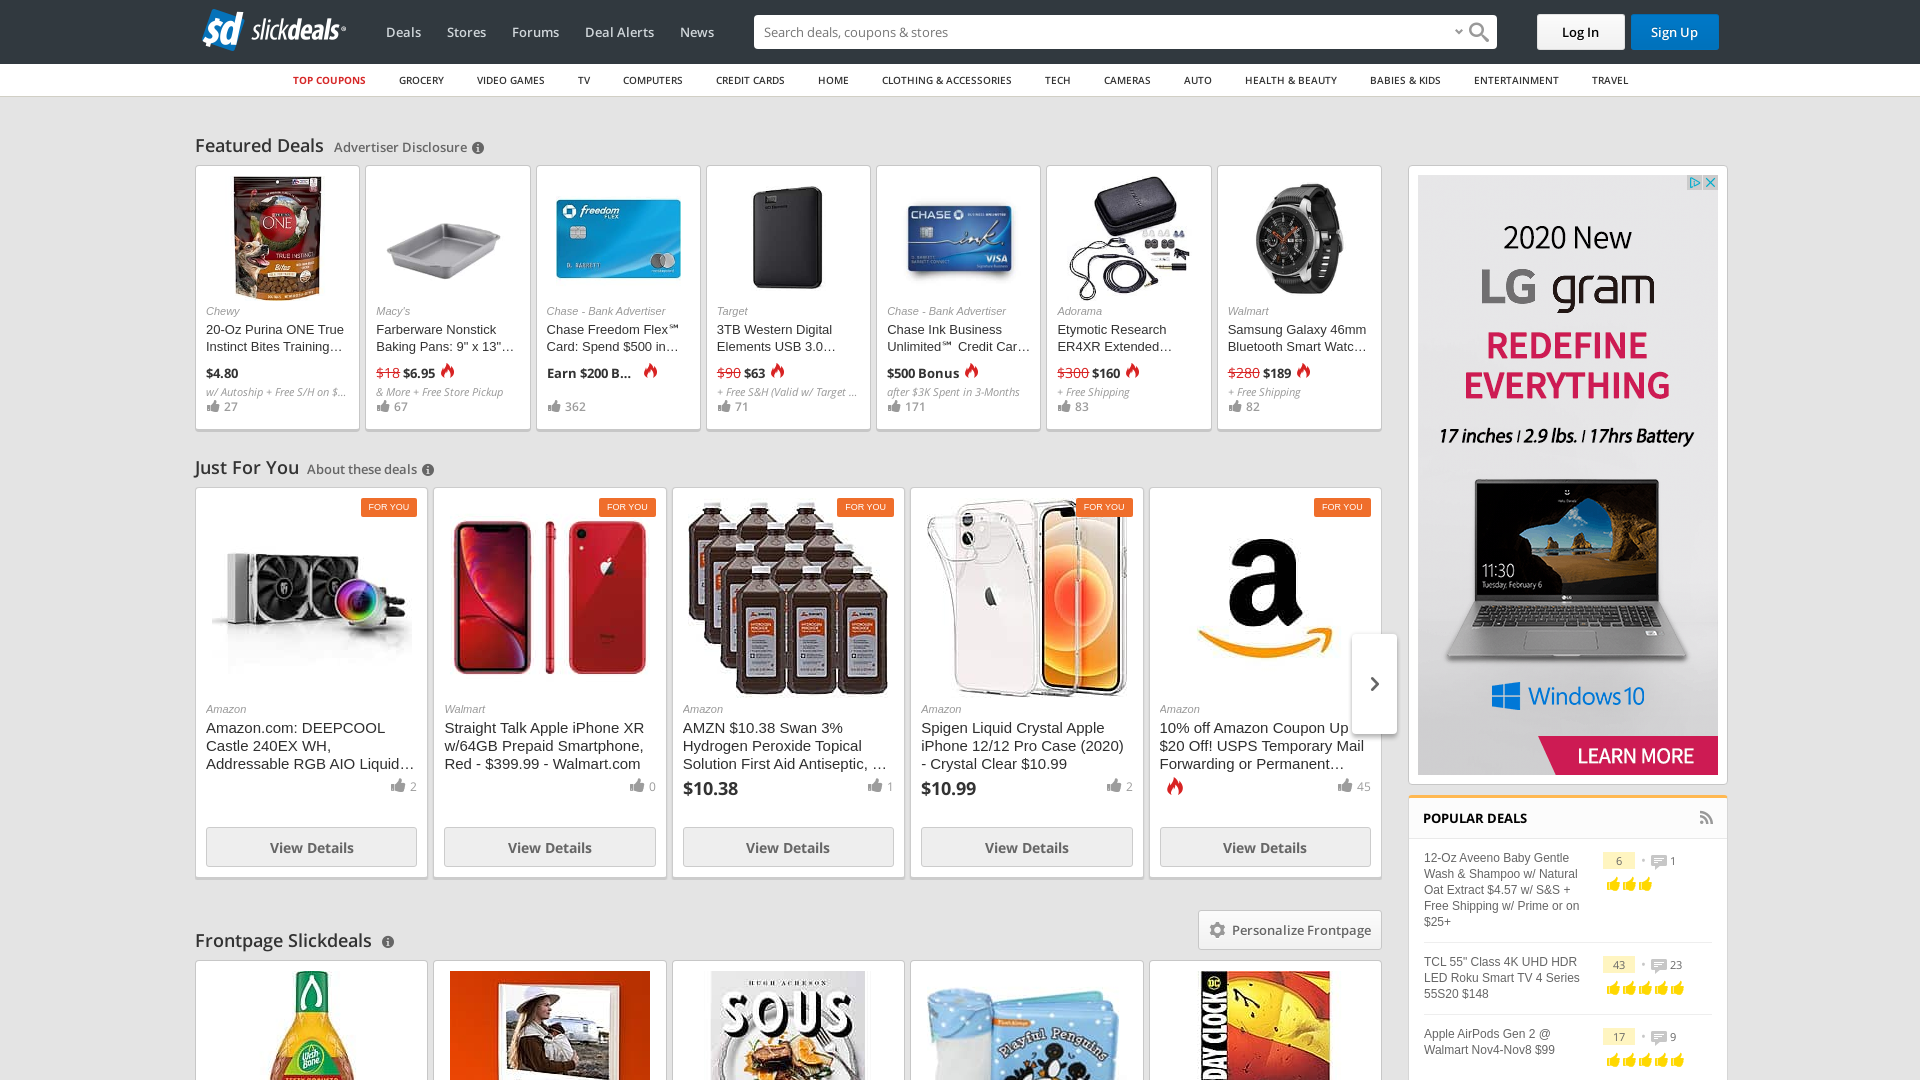 slickdeals
Deals
Stores
Forums
Deal Alerts
News
Search deals, coupons & stores
Log In
Sign Up
TOP COUPONS
GROCERY
VIDEO GAMES
TV
COMPUTERS
CREDIT CARDS
HOME
CLOTHING & ACCESSORIES
TECH
CAMERAS
AUTO
HEALTH & BEAUTY
BABIES & KIDS
ENTERTAINMENT
TRAVEL
Featured Deals
Advertiser Disclosure
ONE
TRUE INSTINCT
Bites
Chewy
20-Oz Purina ONE True
Instinct Bites Training…
$4.80
w/ Autoship + Free S/H on $...
27
Macy's
Farberware Nonstick
Baking Pans: 9" x 13"…
$18 $6.95
& More + Free Store Pickup
67
freedom
FLEX
Chase - Bank Advertiser
Chase Freedom Flex℠
Card: Spend $500 in…
Earn $200 B...
362
Target
3TB Western Digital
Elements USB 3.0…
$90 $63
+ Free S&H (Valid w/ Target ...
71
CHASE
ink
VISA
Chase - Bank Advertiser
Chase Ink Business
Unlimited℠ Credit Car…
$500 Bonus
after $3K Spent in 3-Months
171
Adorama
Etymotic Research
ER4XR Extended…
$300 $160
+ Free Shipping
83
Walmart
Samsung Galaxy 46mm
Bluetooth Smart Watc…
$280 $189
+ Free Shipping
82
2020 New
LG gram
REDEFINE
EVERYTHING
17 inches I 2.9 lbs. I 17hrs Battery
11:30
Tuesday, February 6
Windows 10
LEARN MORE
Just For You
About these deals
FOR YOU
Amazon
Amazon.com: DEEPCOOL
Castle 240EX WH,
Addressable RGB AIO Liquid…
2
View Details
FOR YOU
Walmart
Straight Talk Apple iPhone XR
w/64GB Prepaid Smartphone,
Red - $399.99 - Walmart.com
0
View Details
FOR YOU
Amazon
AMZN $10.38 Swan 3%
Hydrogen Peroxide Topical
Solution First Aid Antiseptic, …
$10.38
1
View Details
FOR YOU
Amazon
Spigen Liquid Crystal Apple
iPhone 12/12 Pro Case (2020)
- Crystal Clear $10.99
$10.99
2
View Details
FOR YOU
a
Amazon
10% off Amazon Coupon Up
$20 Off! USPS Temporary Mail
Forwarding or Permanent…
45
View Details
POPULAR DEALS
12-Oz Aveeno Baby Gentle
Wash & Shampoo w/ Natural
Oat Extract $4.57 w/ S&S +
Free Shipping w/ Prime or on
$25+
6
1
TCL 55" Class 4K UHD HDR
LED Roku Smart TV 4 Series
55S20 $148
43
23
Apple AirPods Gen 2 @
Walmart Nov4-Nov8 $99
17
9
Frontpage Slickdeals
Personalize Frontpage
Wish-Bone
HUGH ACHESON
SOUS
Playful Penguins
DC
DAY CLOCK